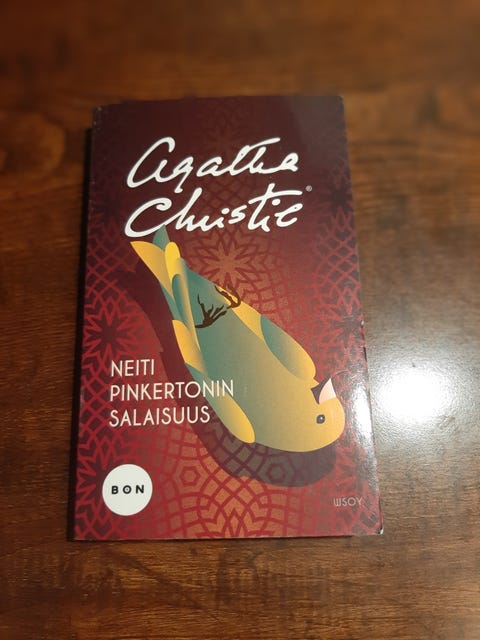 Agatha
Christie®
NEITI
PINKERTONIN
SALAISUUS
BON
WSOY